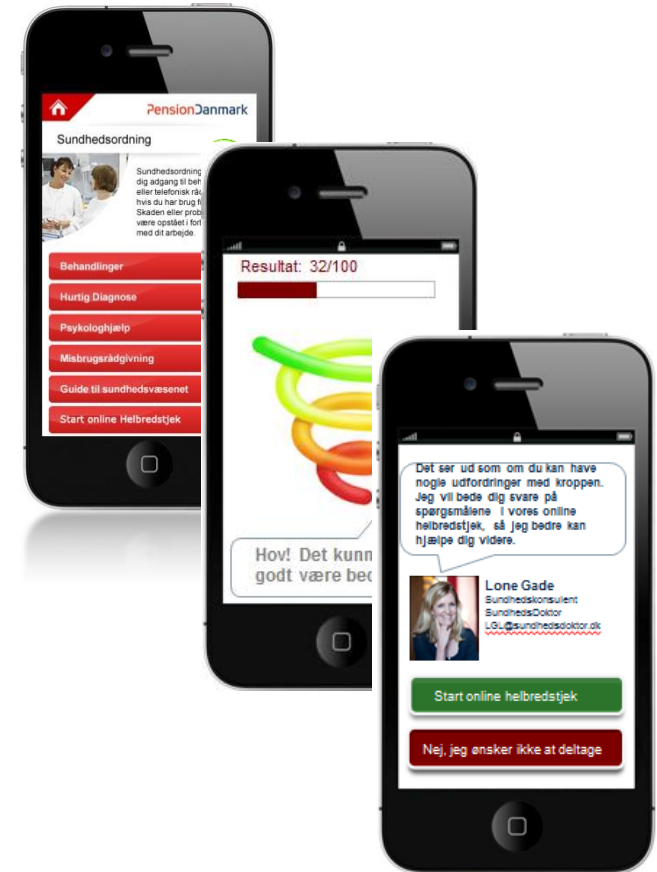 PensionDanmark
Sundhedsordning
Sundhedsordning
dig adgang til beh
eller telefonisk rå
hvis du har brug f
Skaden eller prob
være opstået i for
med dit arbejde.
Behandlinger
Hurtig Diagnose
Psykologhjælp
Misbrugsrådgivning
Guide til sundhedsvæsenet
Start online Helbredstjek
Resultat: 32/100
Hov! Det kunn
godt være bed
Det ser ud som om du kan have
nogle udfordringer med kroppen.
Jeg vil bede dig svare på
spørgsmålene i vores online
helbredstjek, så jeg bedre kan
hjælpe dig videre.
Lone Gade
Sundhedskonsulent
SundhedsDoktor
LGL@sundhedsdoktor.dk
Start online helbredstjek
Nej, jeg ønsker ikke at deltage